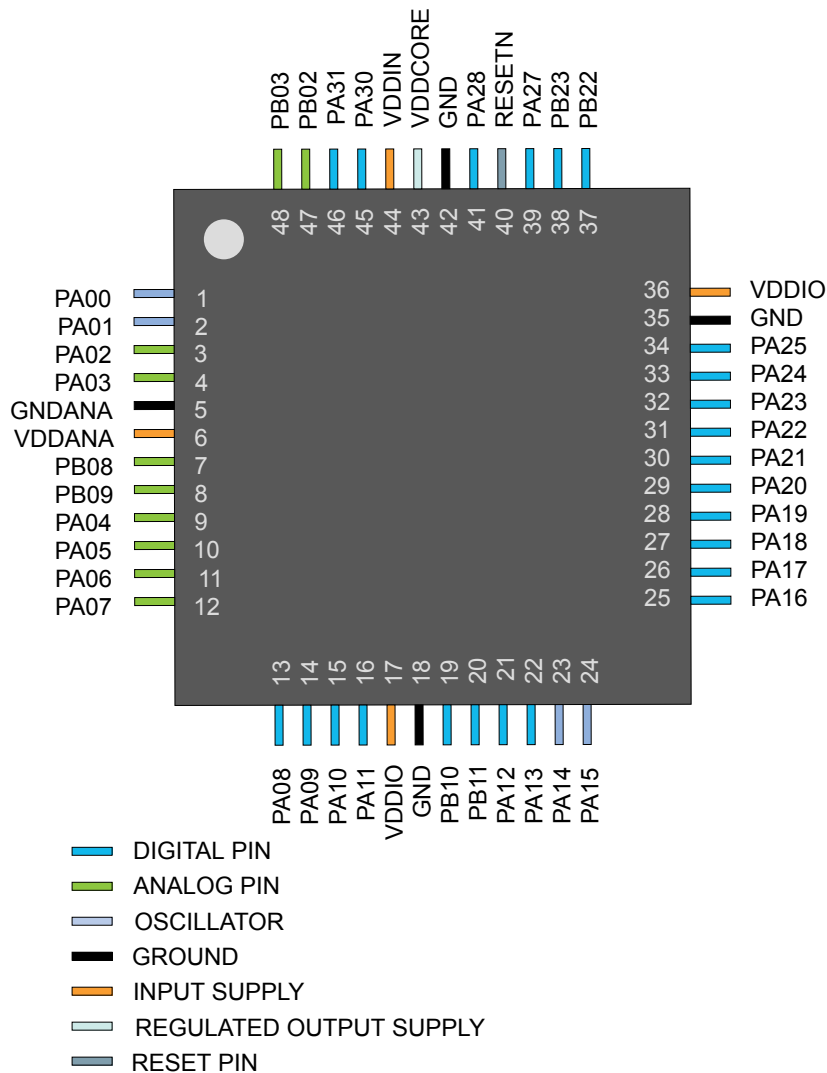 PB03
PB02
PA31
PA30
VDDIN
VDDCORE
GND
PA28
RESETN
PA27
PB23
PB22
48
47
46
45
44
43
42
41
40
39
38
37
PA00 1
PA01 2
PA02 3
PA03 4
GNDANA 5
VDDANA 6
PB08 7
PB09 8
PA04 9
PA05 10
PA06 11
PA07 12
36 VDDIO
35 GND
34 PA25
33 PA24
32 PA23
31 PA22
30 PA21
29 PA20
28 PA19
27 PA18
26 PA17
25 PA16
13
14
15
16
17
18
19
20
21
22
23
24
PA08
PA09
PA10
PA11
VDDIO
GND
PB10
PB11
PA12
PA13
PA14
PA15
DIGITAL PIN
ANALOG PIN
OSCILLATOR
GROUND
INPUT SUPPLY
REGULATED OUTPUT SUPPLY
RESET PIN